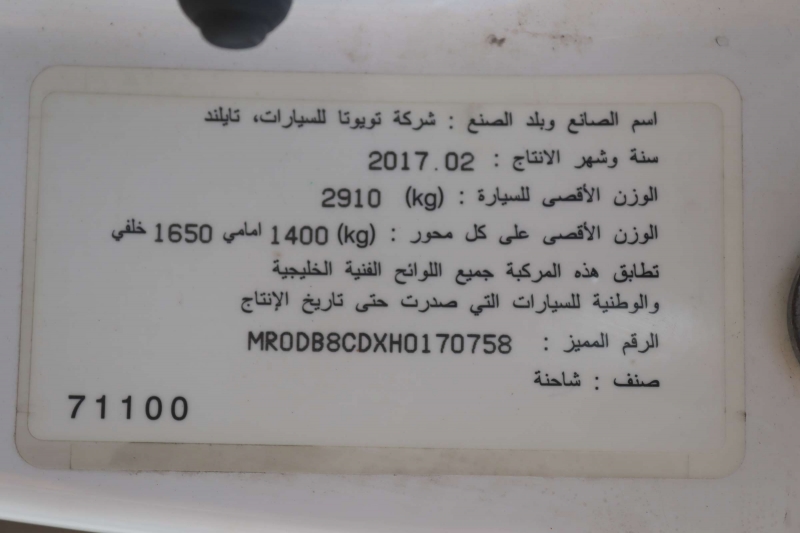 اسم الصانع وبلد الصنع : شركة تويوتا للسيارات، تايلند
سنة وشهر الانتاج : 2017.02
الوزن الأقصى للسيارة : (kg) 2910
الوزن الأقصى على كل محور : (kg) 1400 امامي 1650 خلفي
تطابق هذه المركبة جميع اللوائح الفنية الخليجية
والوطنية للسيارات التي صدرت حتى تاريخ الإنتاج
الرقم المميز : MR0DB8CDXH0170758
صنف : شاحنة
71100